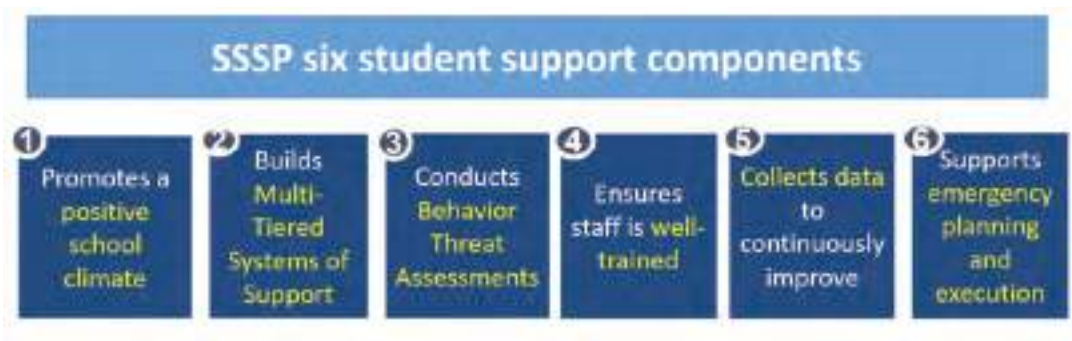 SSSP six student support components
1
Promotes a
positive
school
climate
2
Builds
Multi-
Tiered
Systems of
Support
3
Conducts
Behavior
Threat
Assessments
4
Ensures
staff is well-
trained
5
Collects data
to
continuously
improve
6
Supports
emergency
planning
and
execution